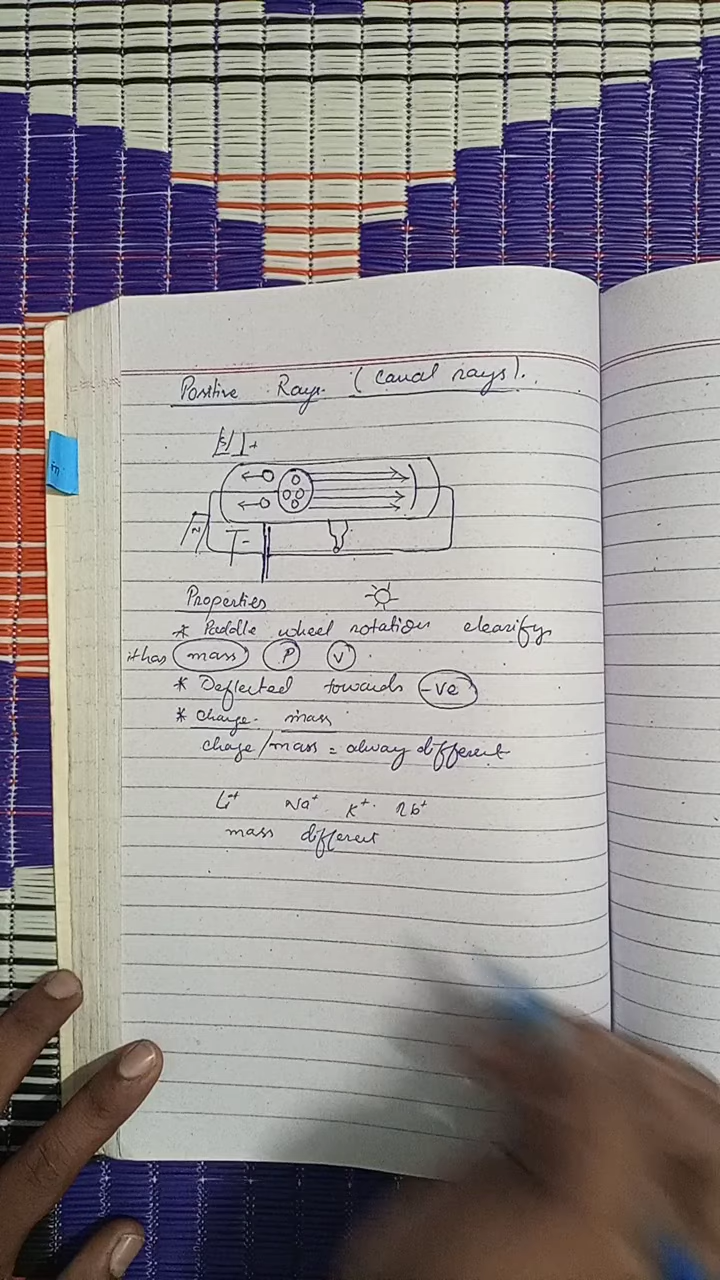 Positive Rays. (Canal rays).
Properties
* Paddle wheel rotation clearify
it has mass P V
* Deflected towards -ve
* Charge- mass
charge/mass = alway different
Li+ Na+ K+ Rb+
mass different